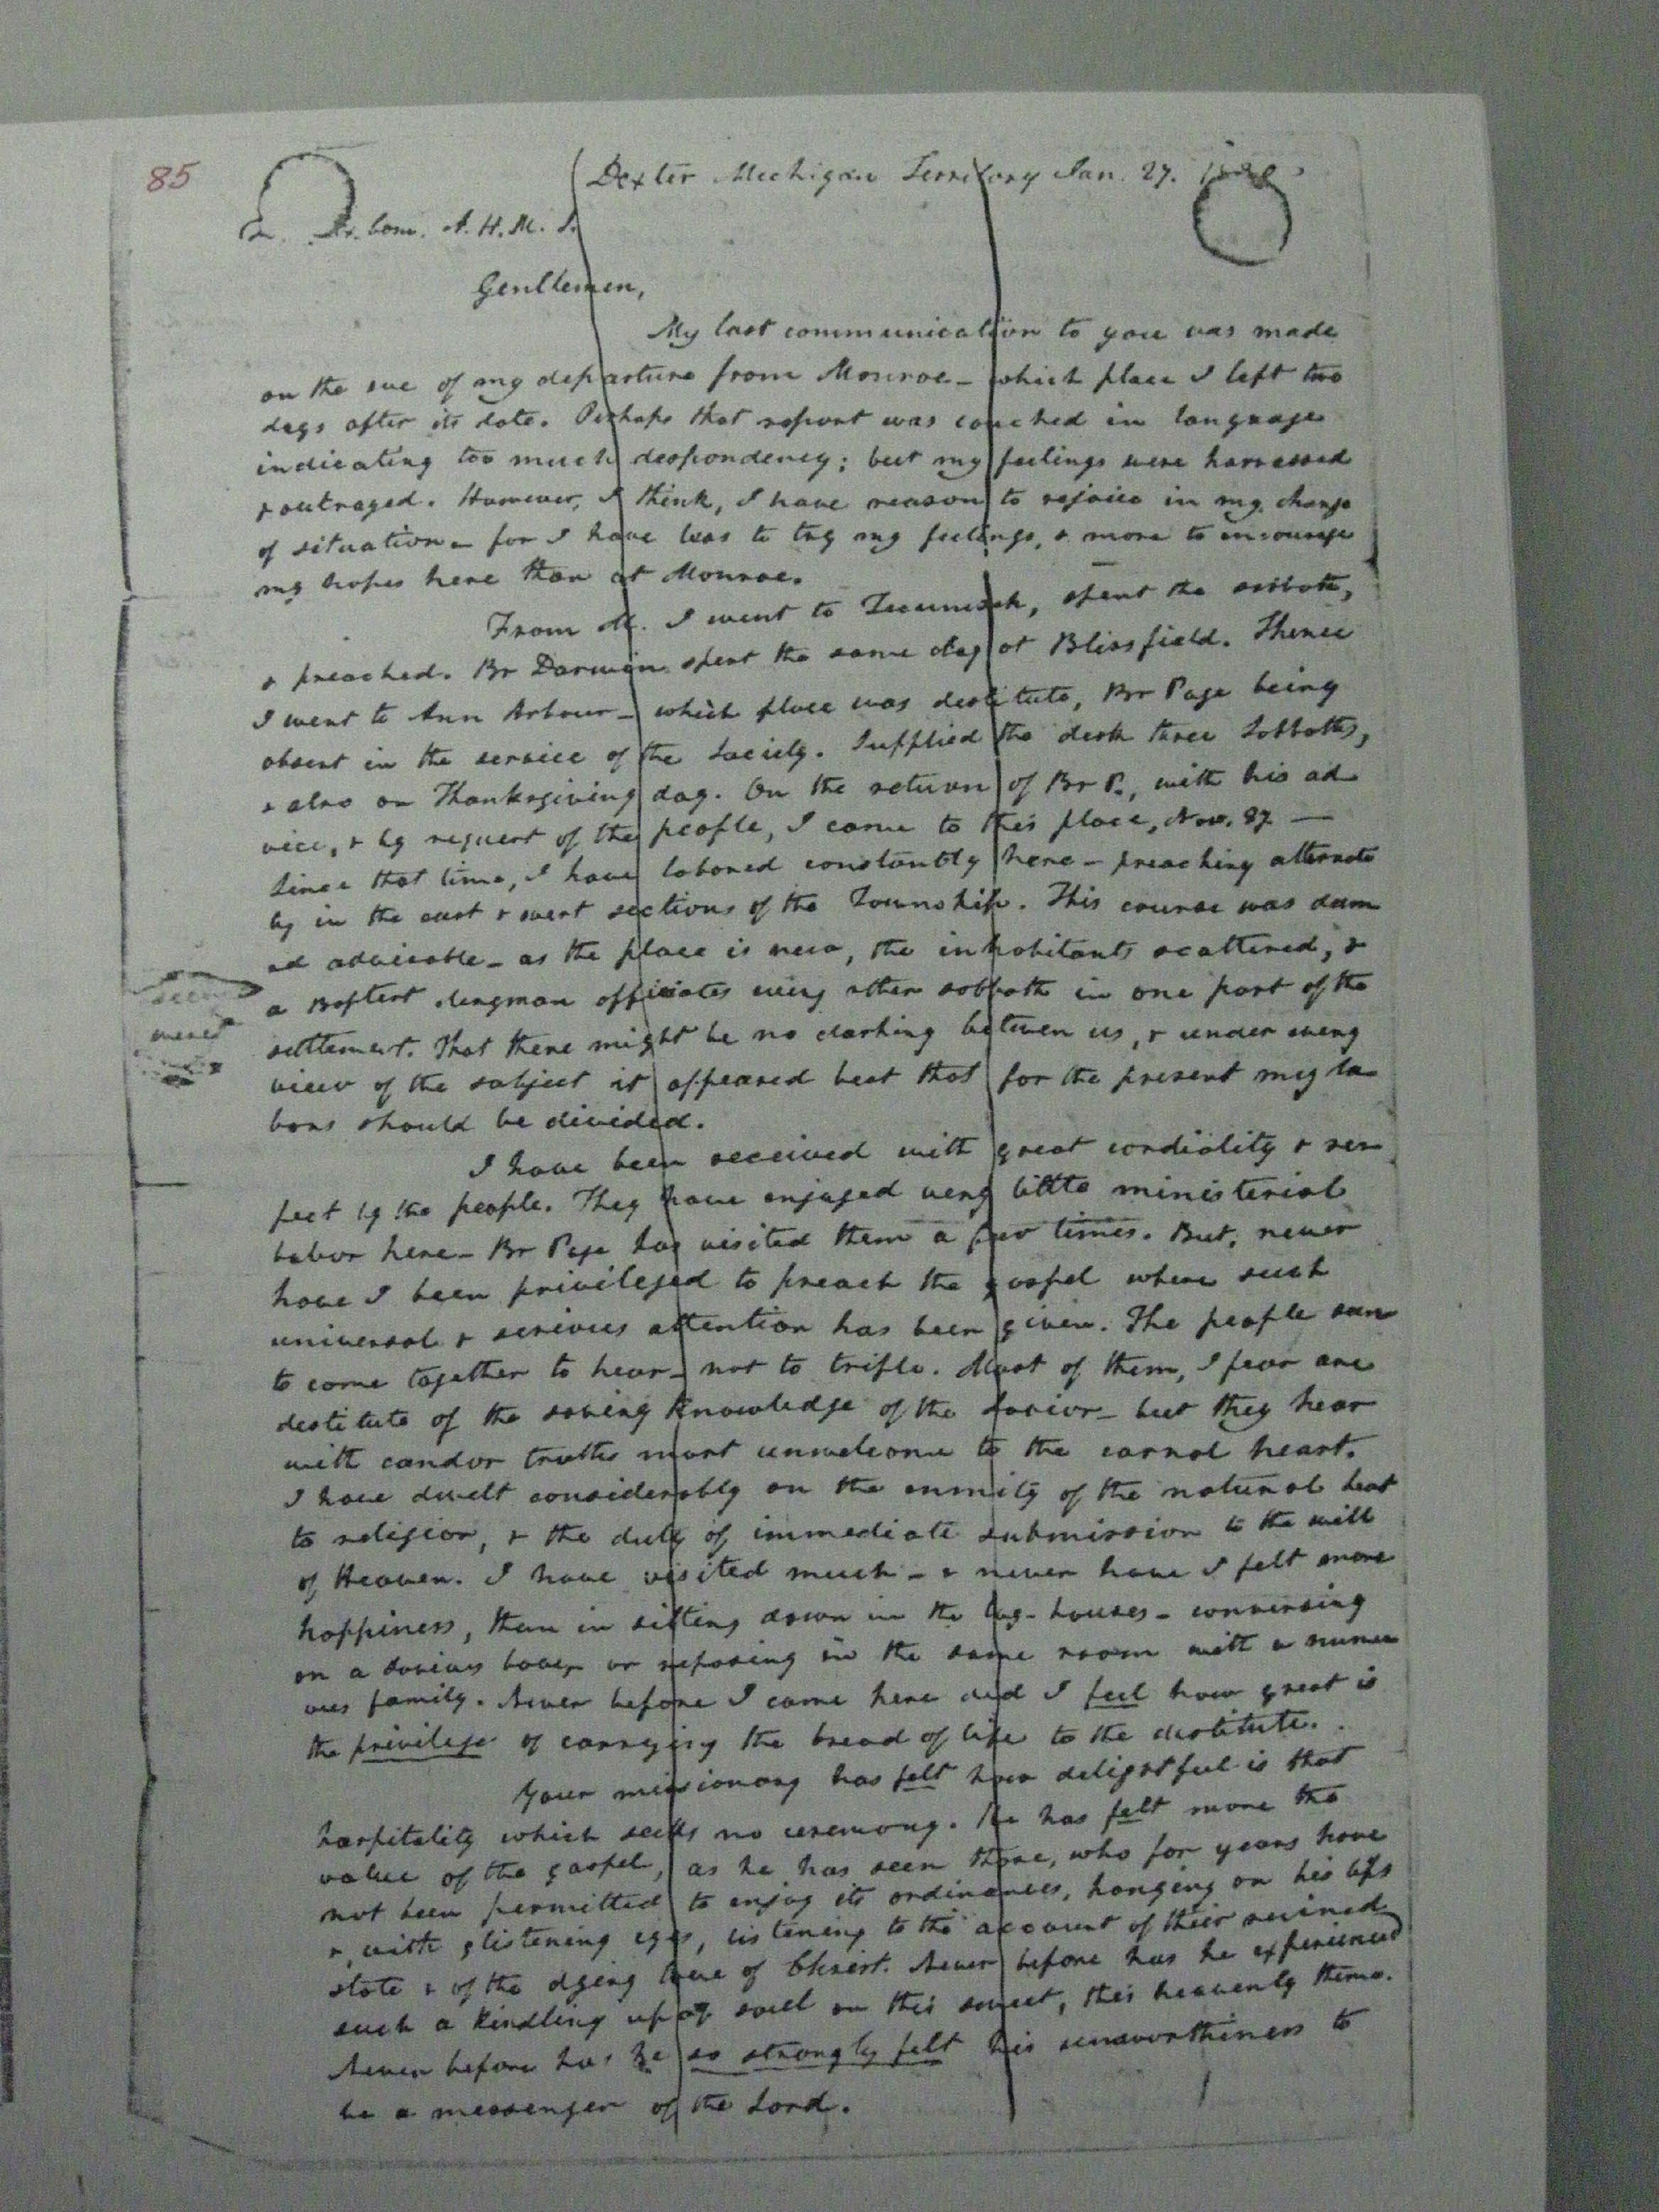 85
Dexter Michigan Territory Jan. 27.
Ex. Com. A. H. M. S.
Gentlemen,
My last communication to you was made
on the eve of my departure from Monroe - which place I left two
days after its date. Perhaps that report was couched in language
indicating too much despondency; but my feelings were harrassed
& outraged. However, I think, I have reason to rejoice in my change
of situation - for I have less to try my feelings, & more to encourage
my hopes here than at Monroe.
From M. I went to Tecumseh, spent the sabbath,
& preached. Br Darwin spent the same day at Blissfield. Thence
I went to Ann Arbour - which place was destitute, Br Page being
absent in the service of the Society. Supplied the desk three Sabbaths,
& also on Thanksgiving day. On the return of Br P., with his ad
vice, & by request of the people, I came to this place, Nov. 27 —
Since that time, I have labored constantly here - preaching alternate
ly in the east & west sections of the Township. This course was deem
ed adviseable - as the place is new, the inhabitants scattered, &
a Baptist clergman officiates every other sabbath in one part of the
settlement. That there might be no clashing between us, & under every
view of the subject it appeared best that for the present my la
bors should be divided.
I have been received with great cordiality & res
pect by the people. They have enjoyed very little ministerial
labor here - Br Page has visited them a few times. But, never
have I been privileged to preach the gospel where such
universal & serious attention has been given. The people seem
to come together to hear - not to trifle. Most of them, I fear are
destitute of the saving knowledge of the Savior - but they hear
with candor truths most unwelcome to the carnal heart.
I have dwelt considerably on the enmity of the natural heart
to religion, & the duty of immediate submission to the will
of Heaven. I have visited much - & never have I felt more
happiness, than in sitting down in the log-houses - conversing
on a Saviors love, or reposing in the same room with a numer
ous family. Never before I came here did I feel how great is
the privilege of carrying the bread of life to the destitute.
Your missionary has felt how delightful is that
hospitality which seeks no ceremony. He has felt more the
value of the gospel, as he has seen those, who for years have
not been permitted to enjoy its ordinances, hanging on his lips
& with glistening eyes, listening to the account of their ruined
state & of the dying love of Christ. Never before has he experienced
such a kindling up of soul on this sweet, this heavenly theme.
Never before has he so strongly felt his unworthiness to
be a messenger of the Lord.